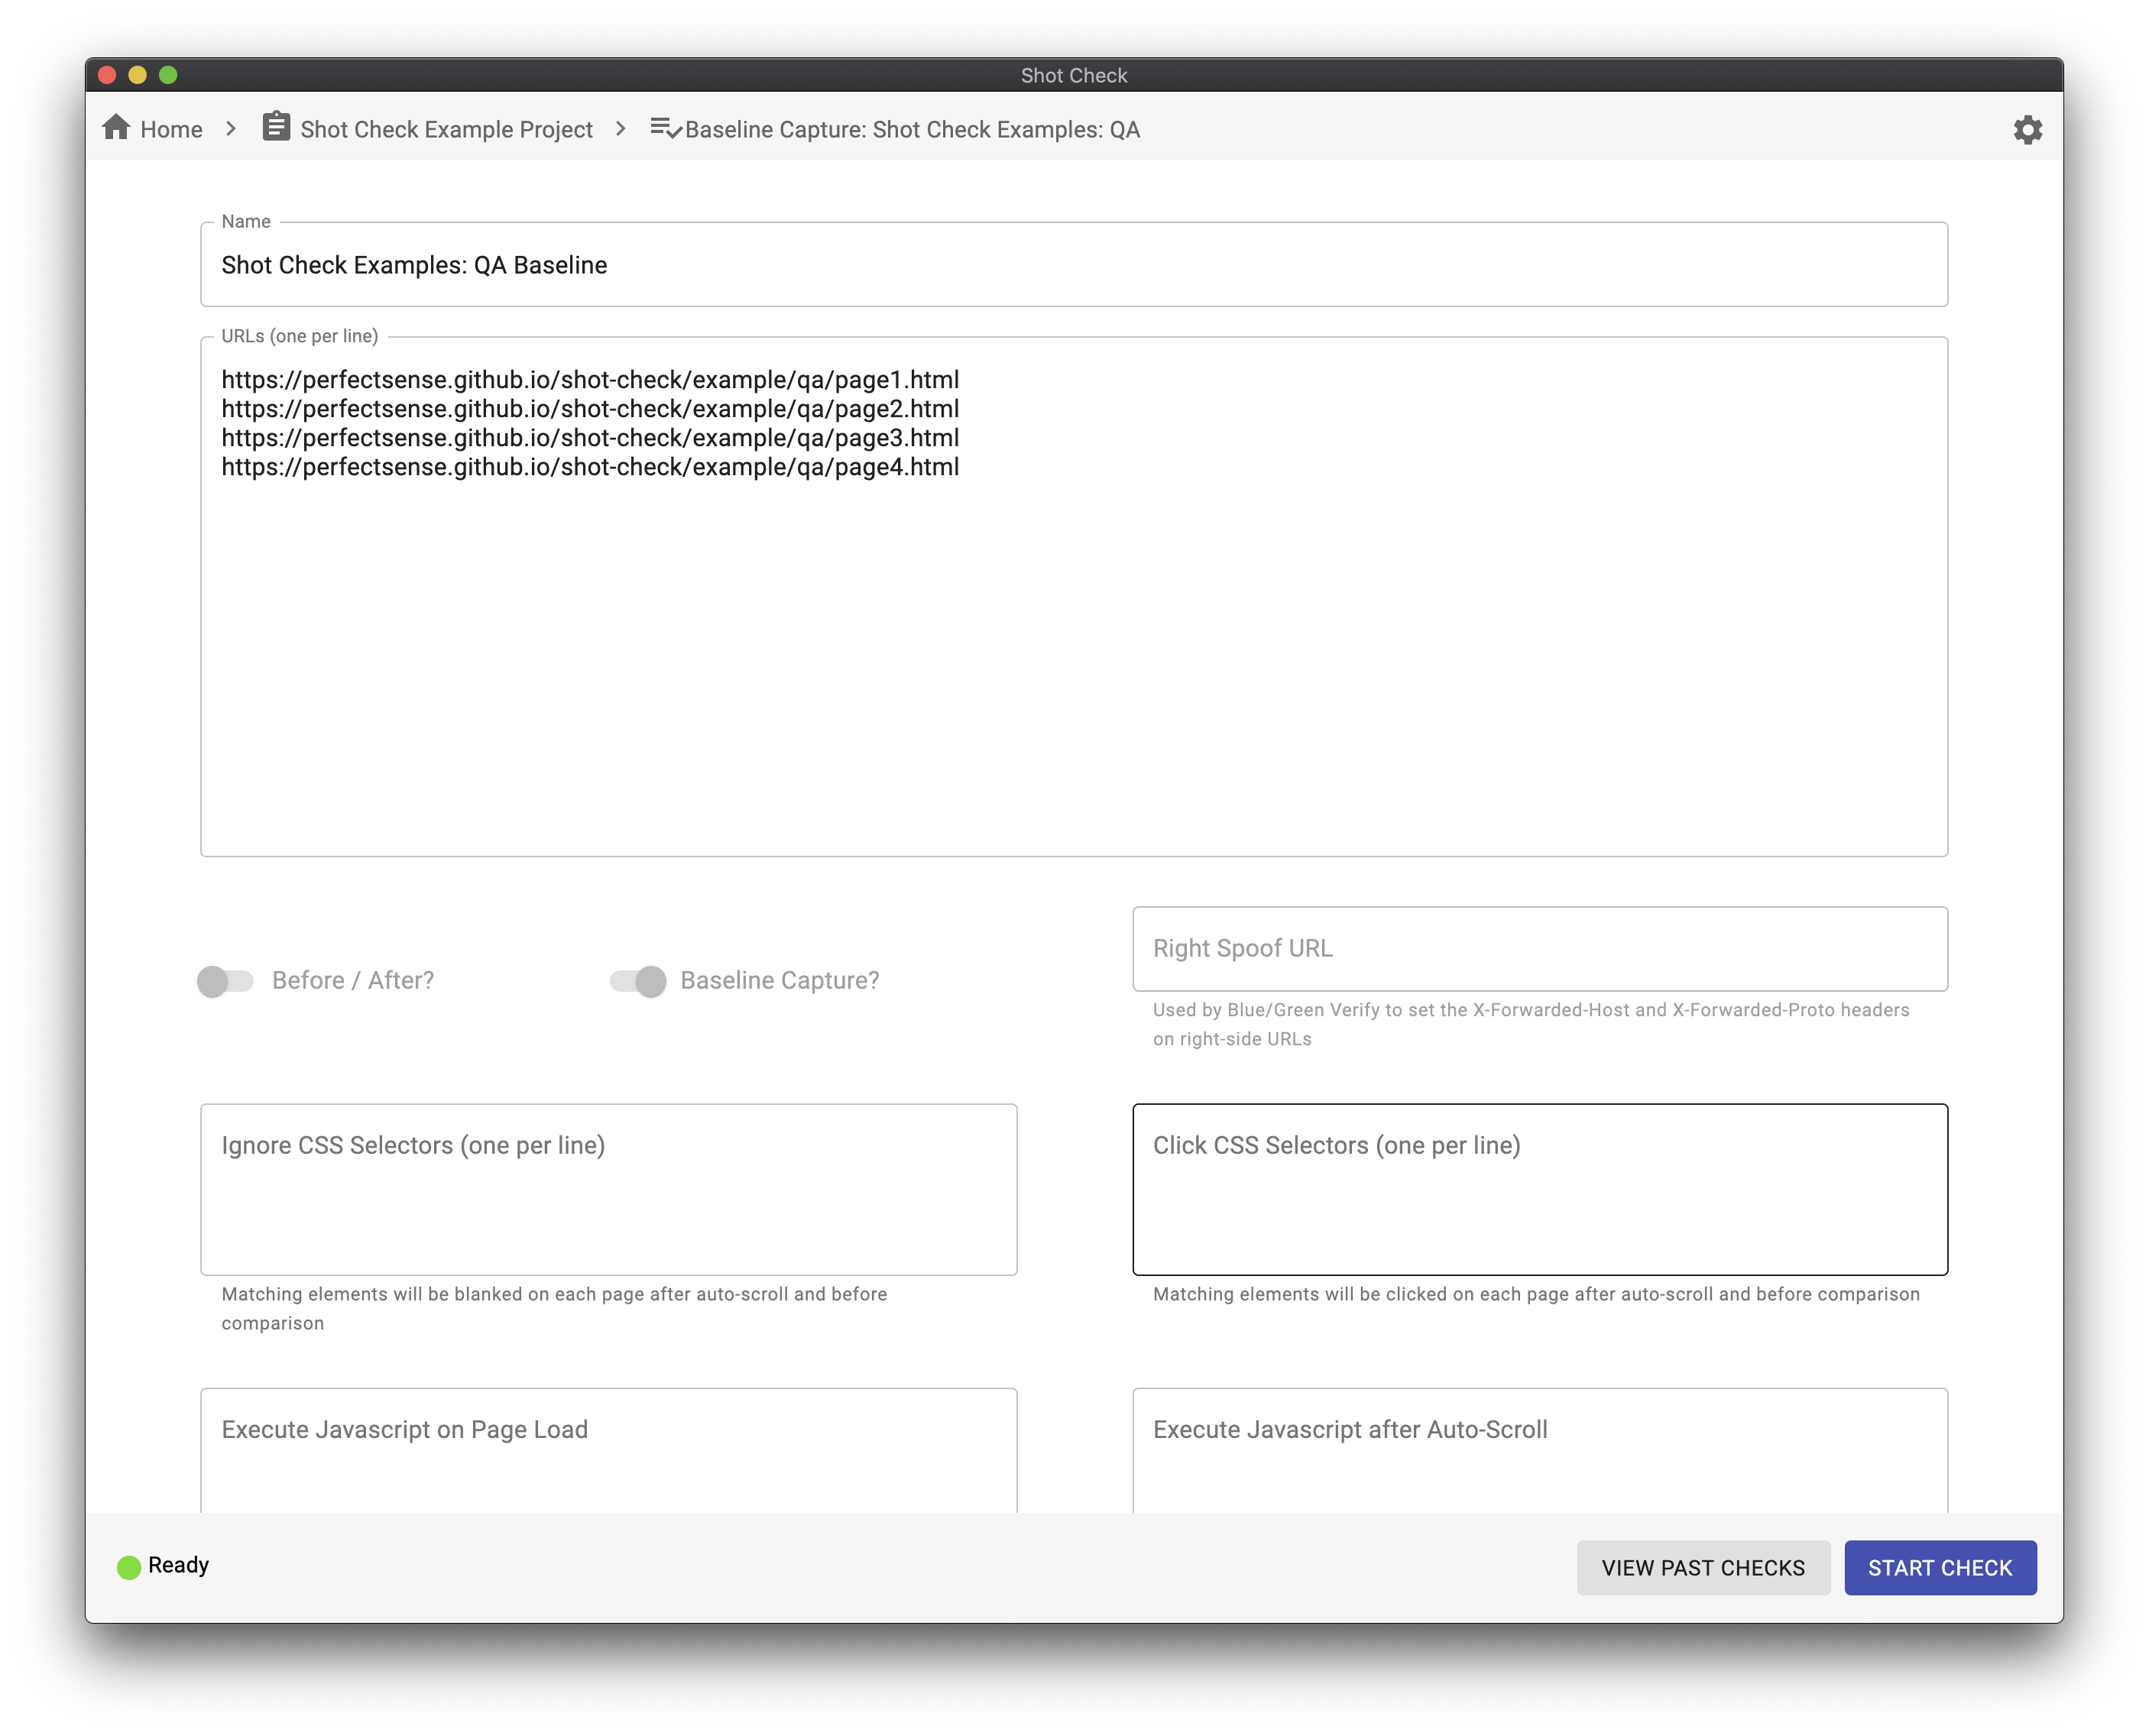 Shot Check
Home
Shot Check Example Project
Baseline Capture: Shot Check Examples: QA
Name
Shot Check Examples: QA Baseline
URLs (one per line)
https://perfectsense.github.io/shot-check/example/qa/page1.html
https://perfectsense.github.io/shot-check/example/qa/page2.html
https://perfectsense.github.io/shot-check/example/qa/page3.html
https://perfectsense.github.io/shot-check/example/qa/page4.html
Before / After?
Baseline Capture?
Right Spoof URL
Used by Blue/Green Verify to set the X-Forwarded-Host and X-Forwarded-Proto headers
on right-side URLs
Ignore CSS Selectors (one per line)
Matching elements will be blanked on each page after auto-scroll and before
comparison
Click CSS Selectors (one per line)
Matching elements will be clicked on each page after auto-scroll and before comparison
Execute Javascript on Page Load
Execute Javascript after Auto-Scroll
Ready
VIEW PAST CHECKS
START CHECK